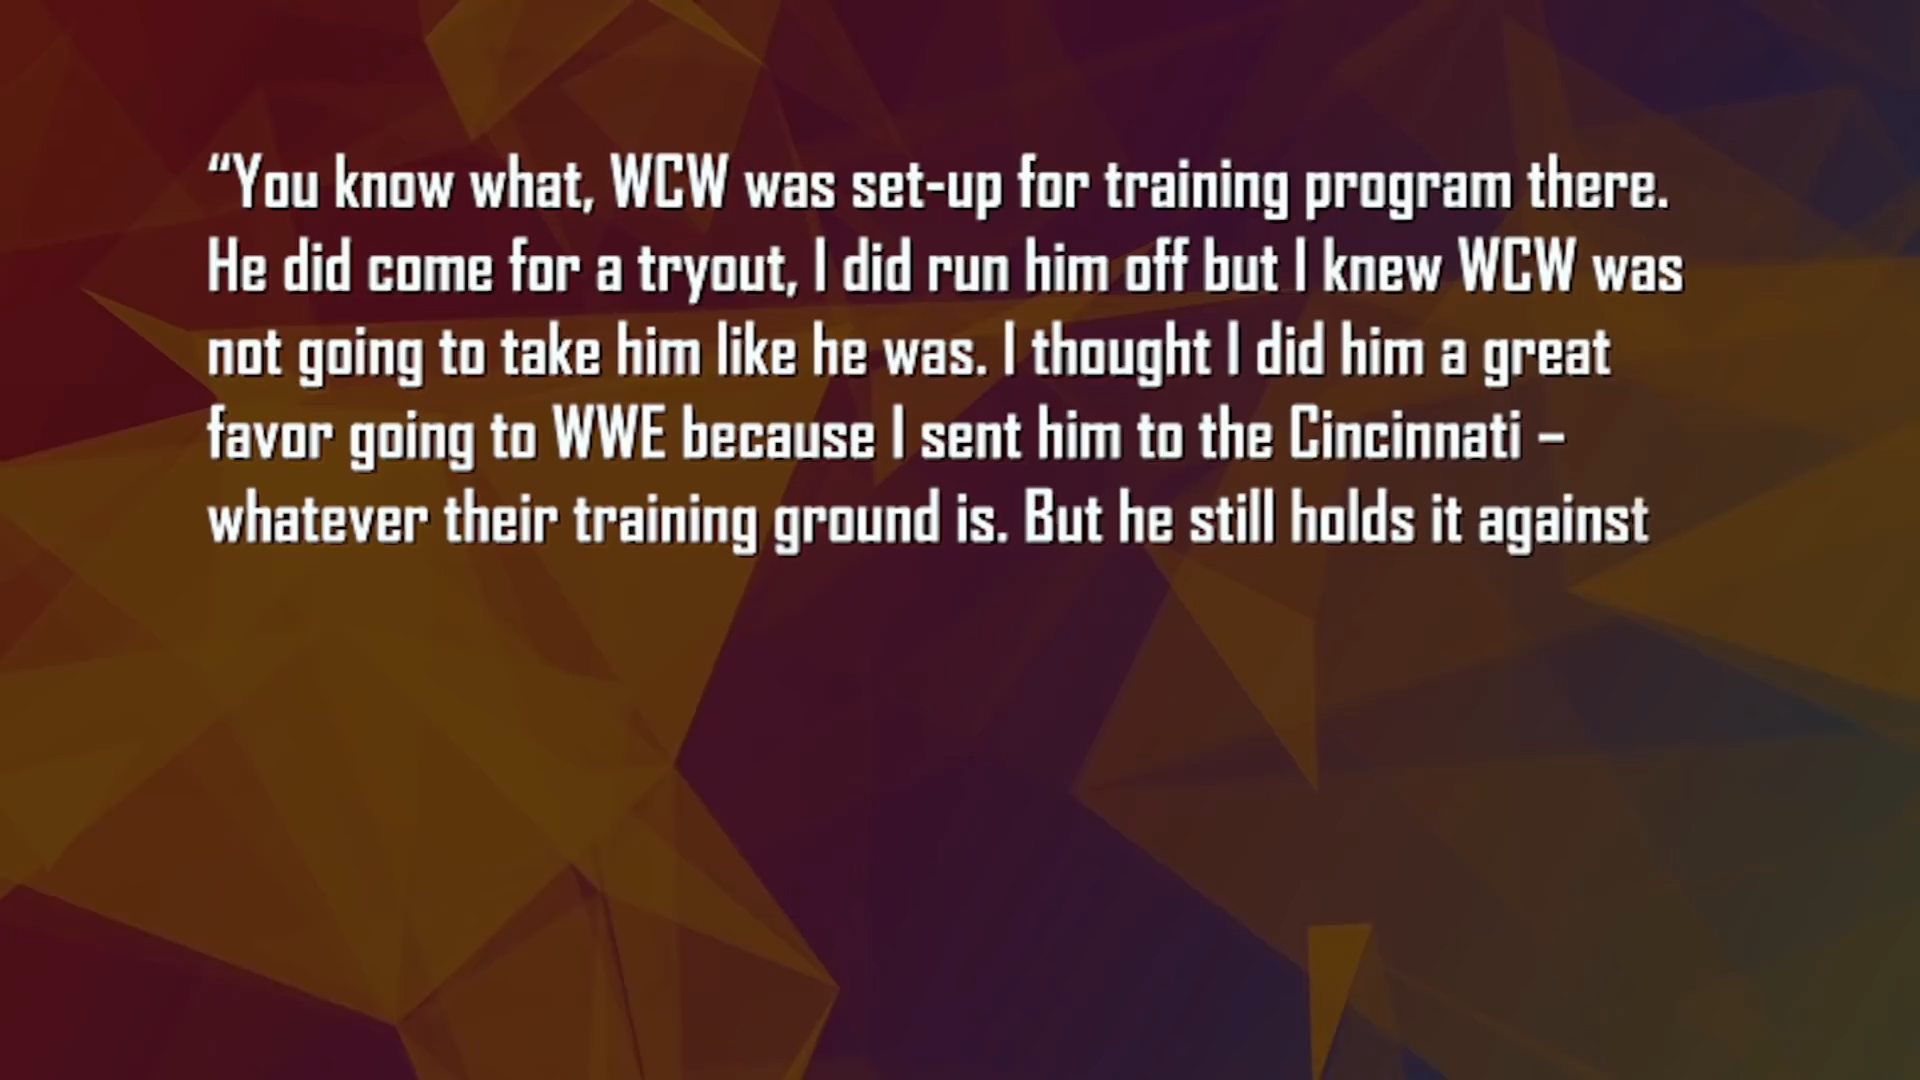 “You know what, WCW was set-up for training program there.
He did come for a tryout, I did run him off but I knew WCW was
not going to take him like he was. I thought I did him a great
favor going to WWE because I sent him to the Cincinnati –
whatever their training ground is. But he still holds it against